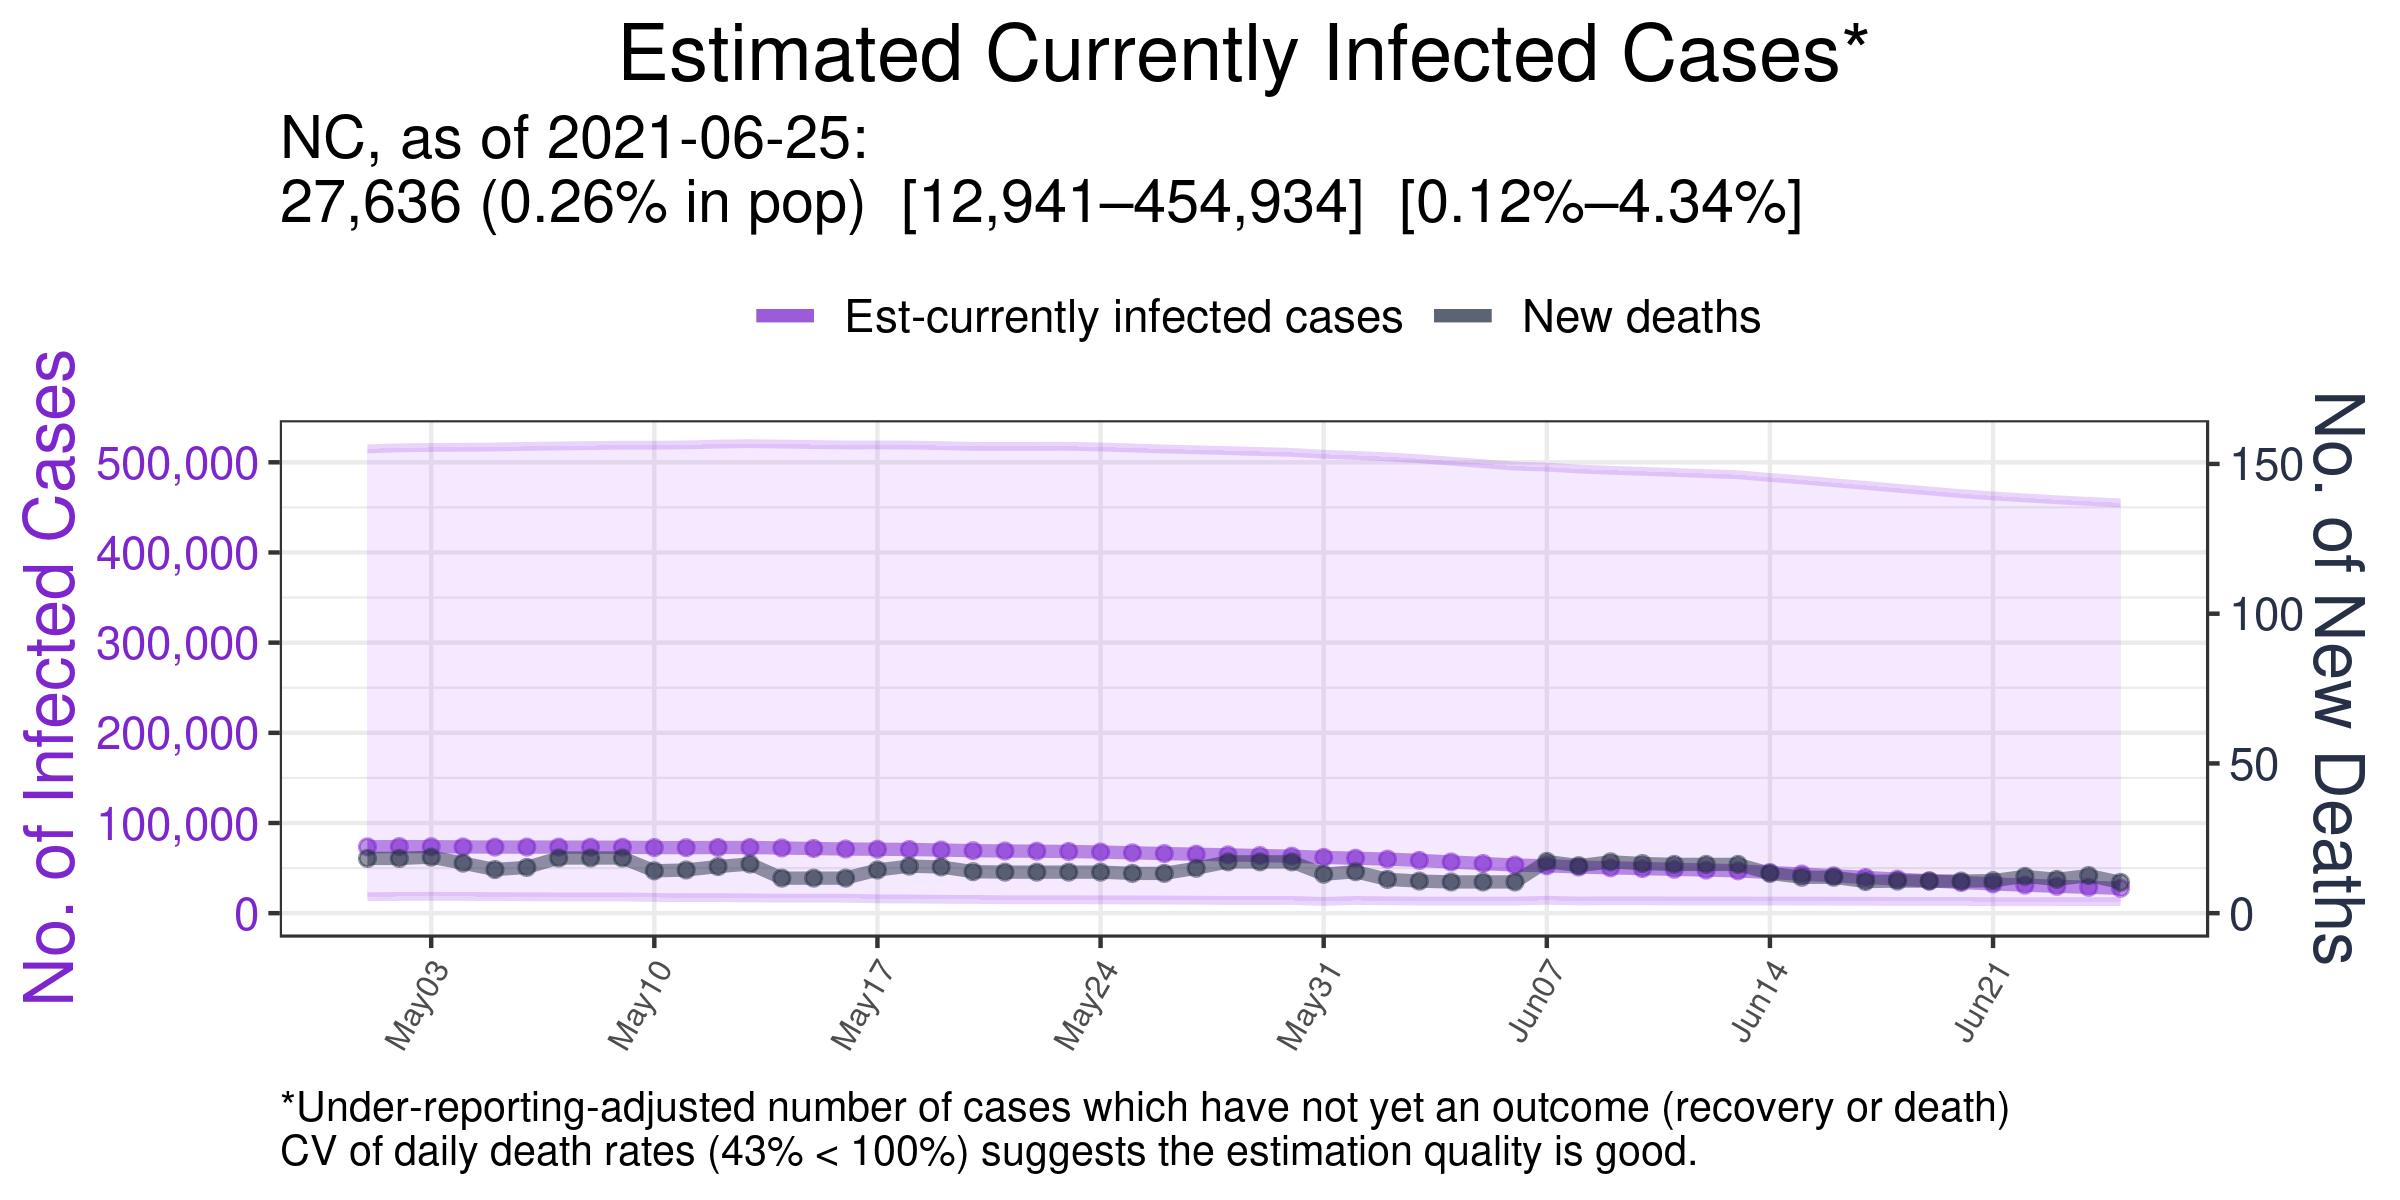 Estimated Currently Infected Cases*
NC, as of 2021-06-25:
27,636 (0.26% in pop)  [12,941–454,934]  [0.12%–4.34%]
Est-currently infected cases
New deaths
No. of Infected Cases
500,000
400,000
300,000
200,000
100,000
0
150
100
50
0
No. of New Deaths
May03
May10
May17
May24
May31
Jun07
Jun14
Jun21
*Under-reporting-adjusted number of cases which have not yet an outcome (recovery or death)
CV of daily death rates (43% < 100%) suggests the estimation quality is good.